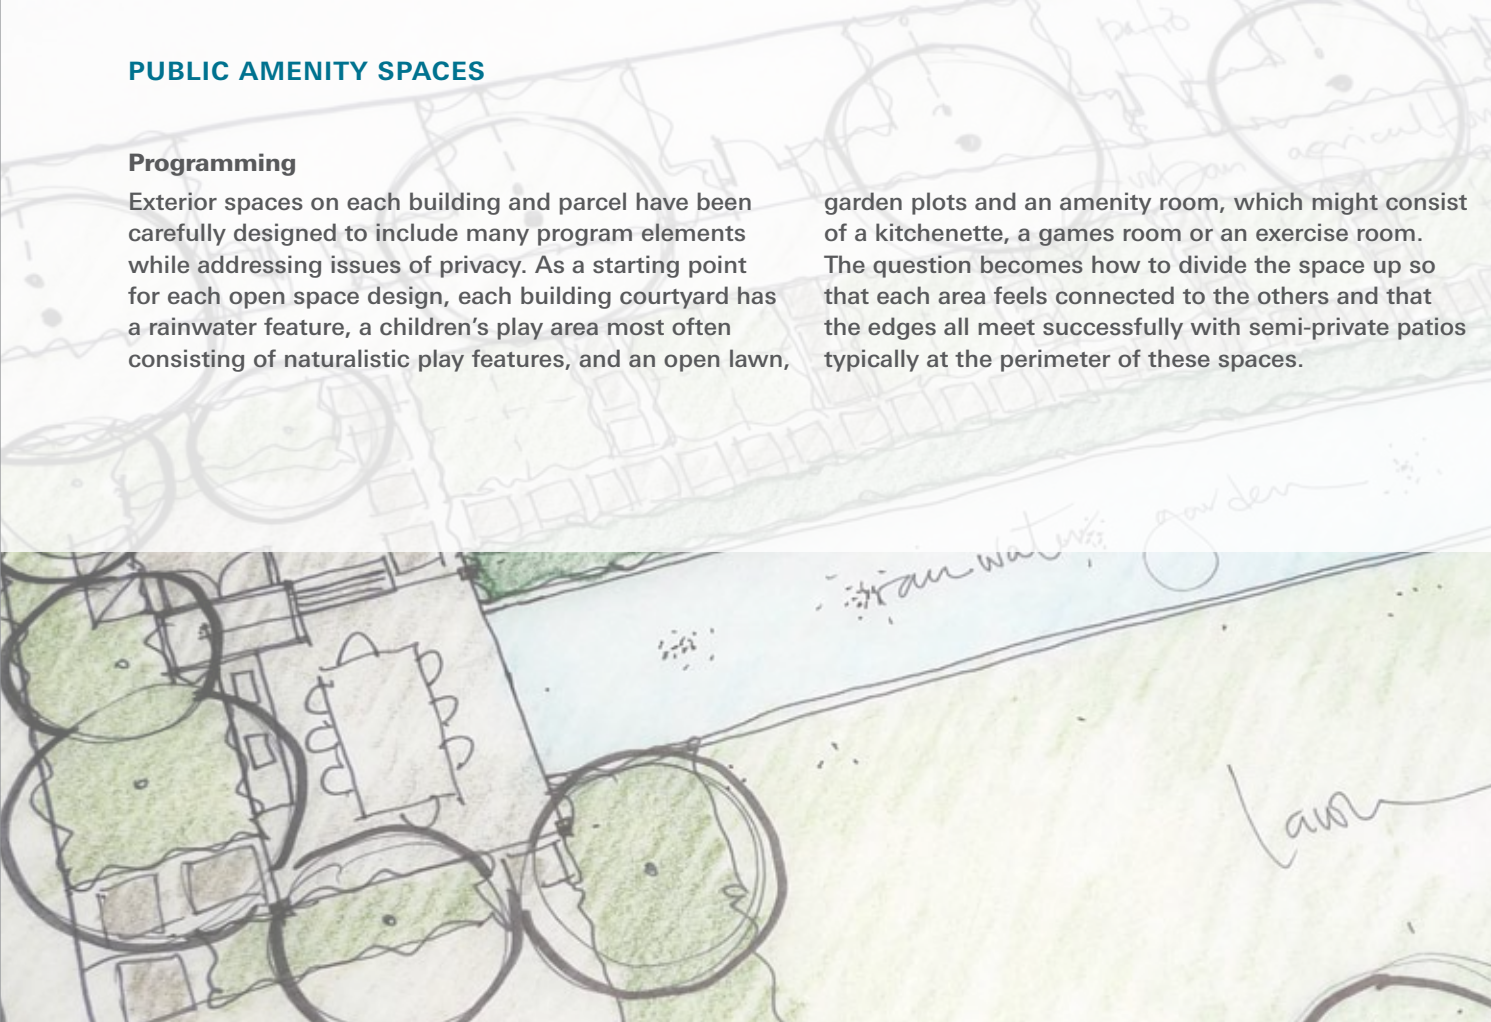 PUBLIC AMENITY SPACES
Programming
Exterior spaces on each building and parcel have been
carefully designed to include many program elements
while addressing issues of privacy. As a starting point
for each open space design, each building courtyard has
a rainwater feature, a children's play area most often
consisting of naturalistic play features, and an open lawn,
garden plots and an amenity room, which might consist
of a kitchenette, a games room or an exercise room.
The question becomes how to divide the space up so
that each area feels connected to the others and that
the edges all meet successfully with semi-private patios
typically at the perimeter of these spaces.
patio
urban
rainwater garden
lawn